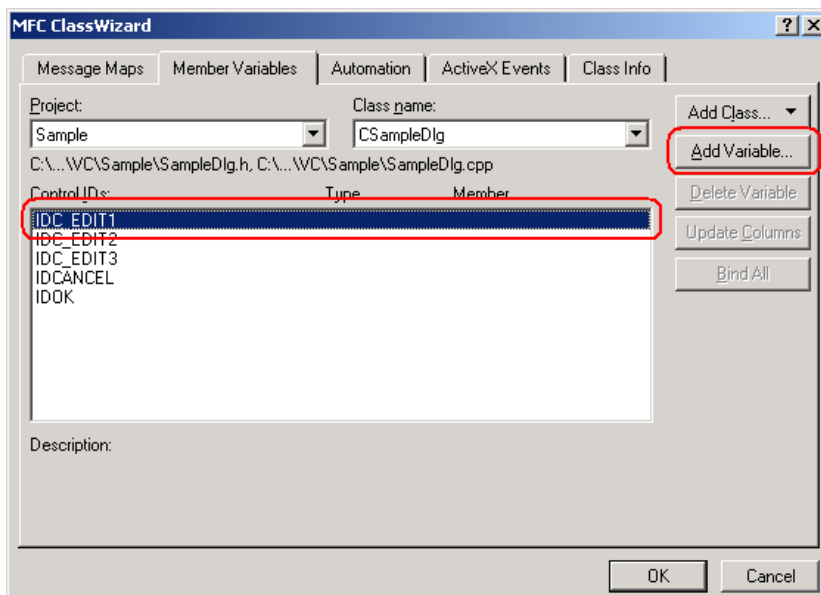 MFC ClassWizard
Message Maps Member Variables Automation ActiveX Events Class Info
Project: Class name:
Sample CSampleDlg
Add Class...
C:\...\VC\Sample\SampleDlg.h, C:\...\VC\Sample\SampleDlg.cpp
Add Variable...
Control IDs: Type Member
Delete Variable
IDC_EDIT1
IDC_EDIT2
Update Columns
IDC_EDIT3
IDCANCEL
Bind All
IDOK
Description:
OK Cancel